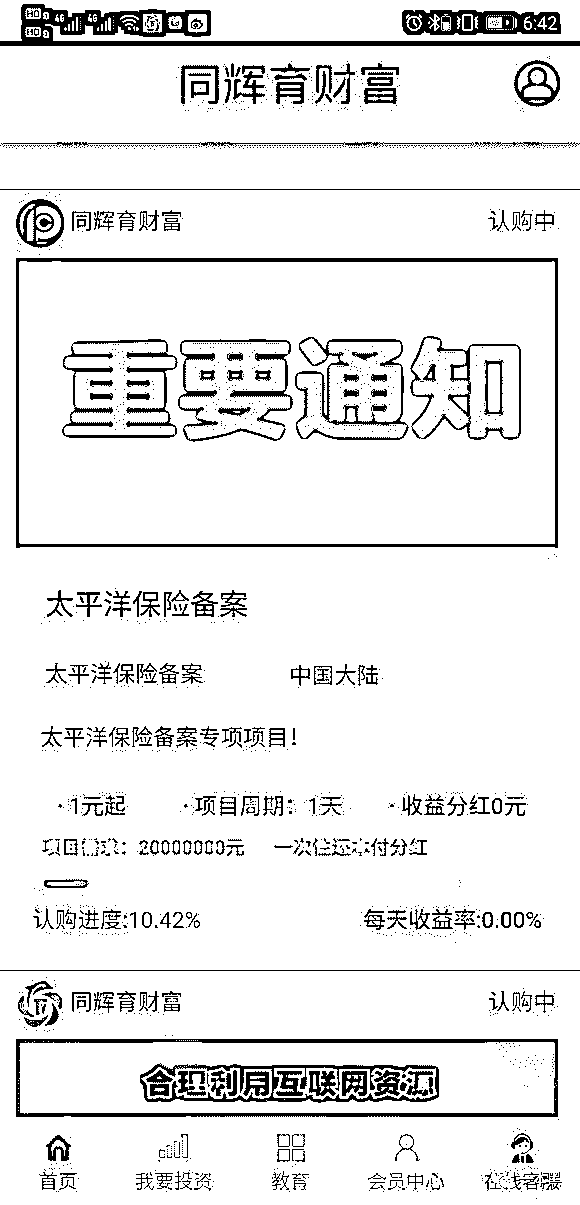 6:42
同辉育财富
同辉育财富 认购中
重要通知
太平洋保险备案
太平洋保险备案 中国大陆
太平洋保险备案专项项目!
·1元起 ·项目周期：1天 ·收益分红0元
项目规模：20000000元 一次性还本付分红
认购进度:10.42% 每天收益率:0.00%
同辉育财富 认购中
合理利用互联网资源
首页 我要投资 教育 会员中心 在线客服